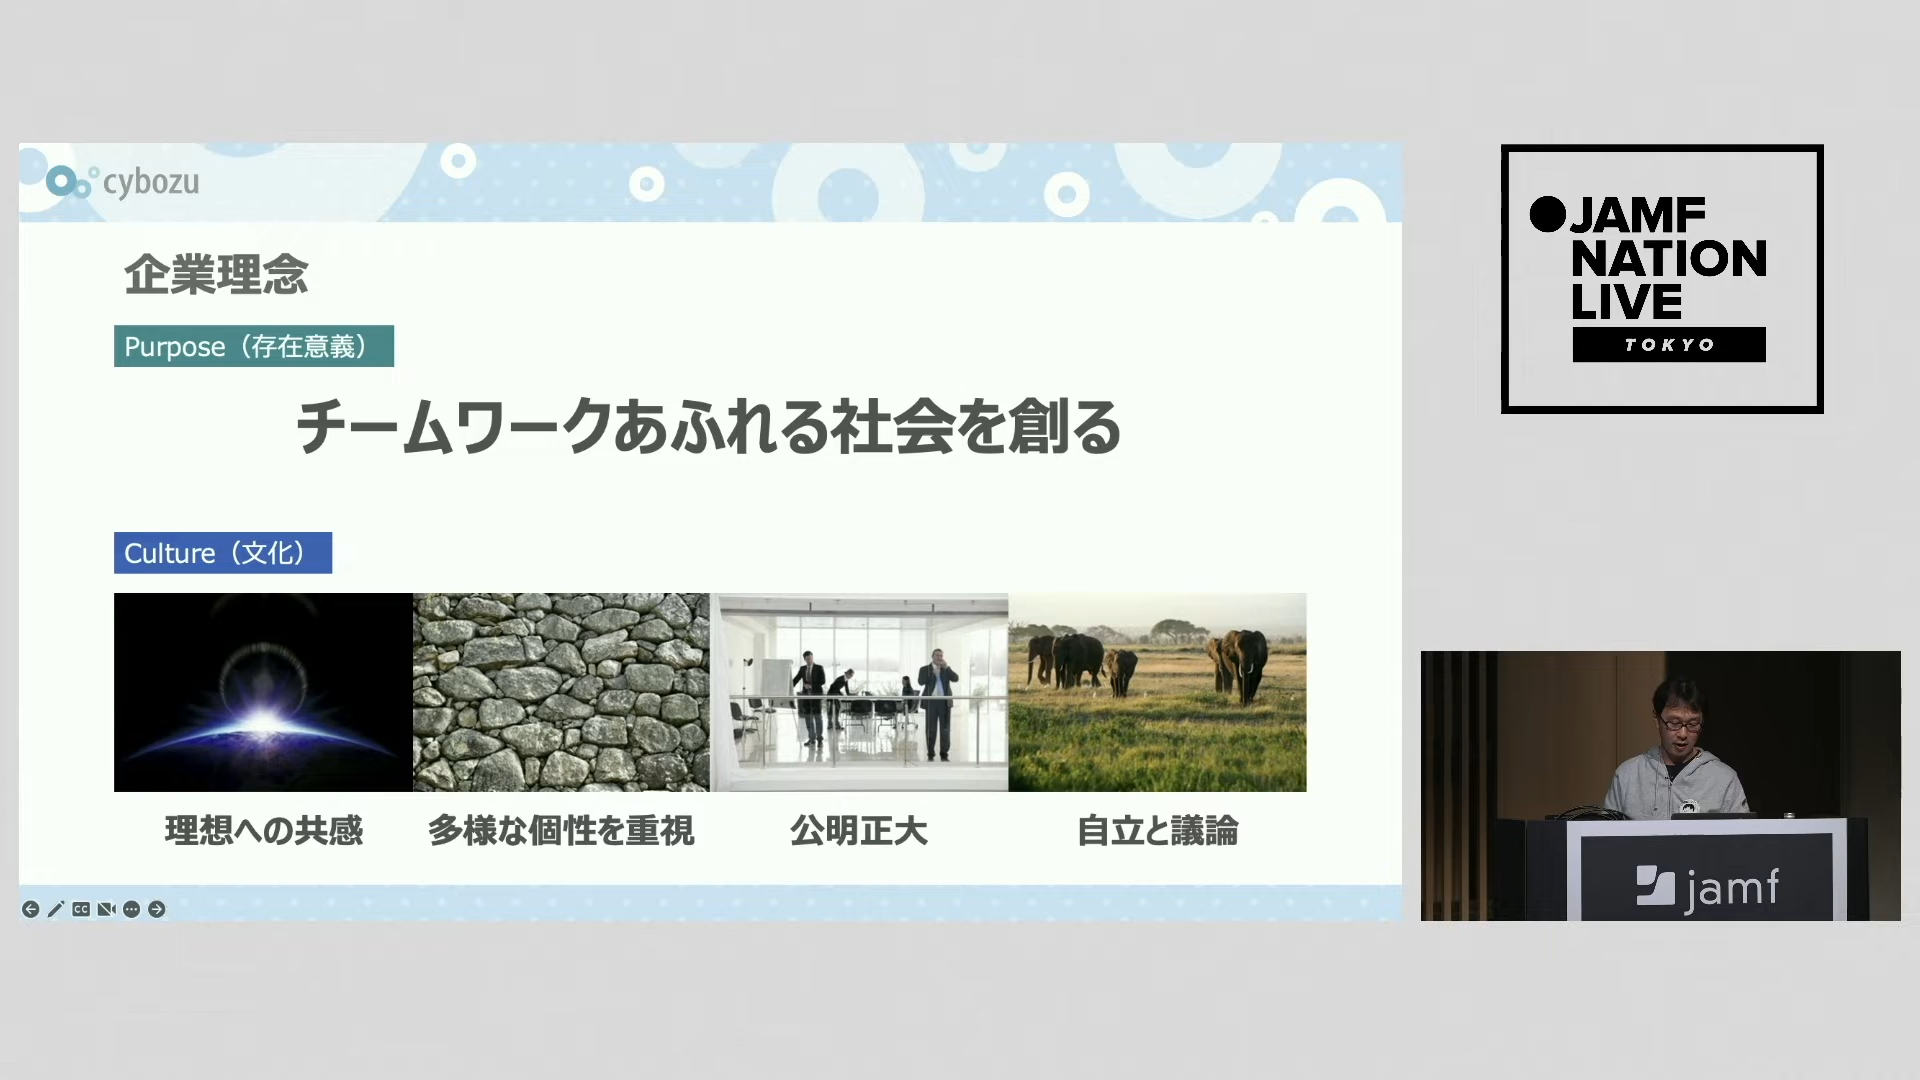 cybozu
企業理念
Purpose（存在意義）
チームワークあふれる社会を創る
Culture（文化）
理想への共感
多様な個性を重視
公明正大
自立と議論
CC
JAMF
NATION
LIVE
TOKYO
jamf